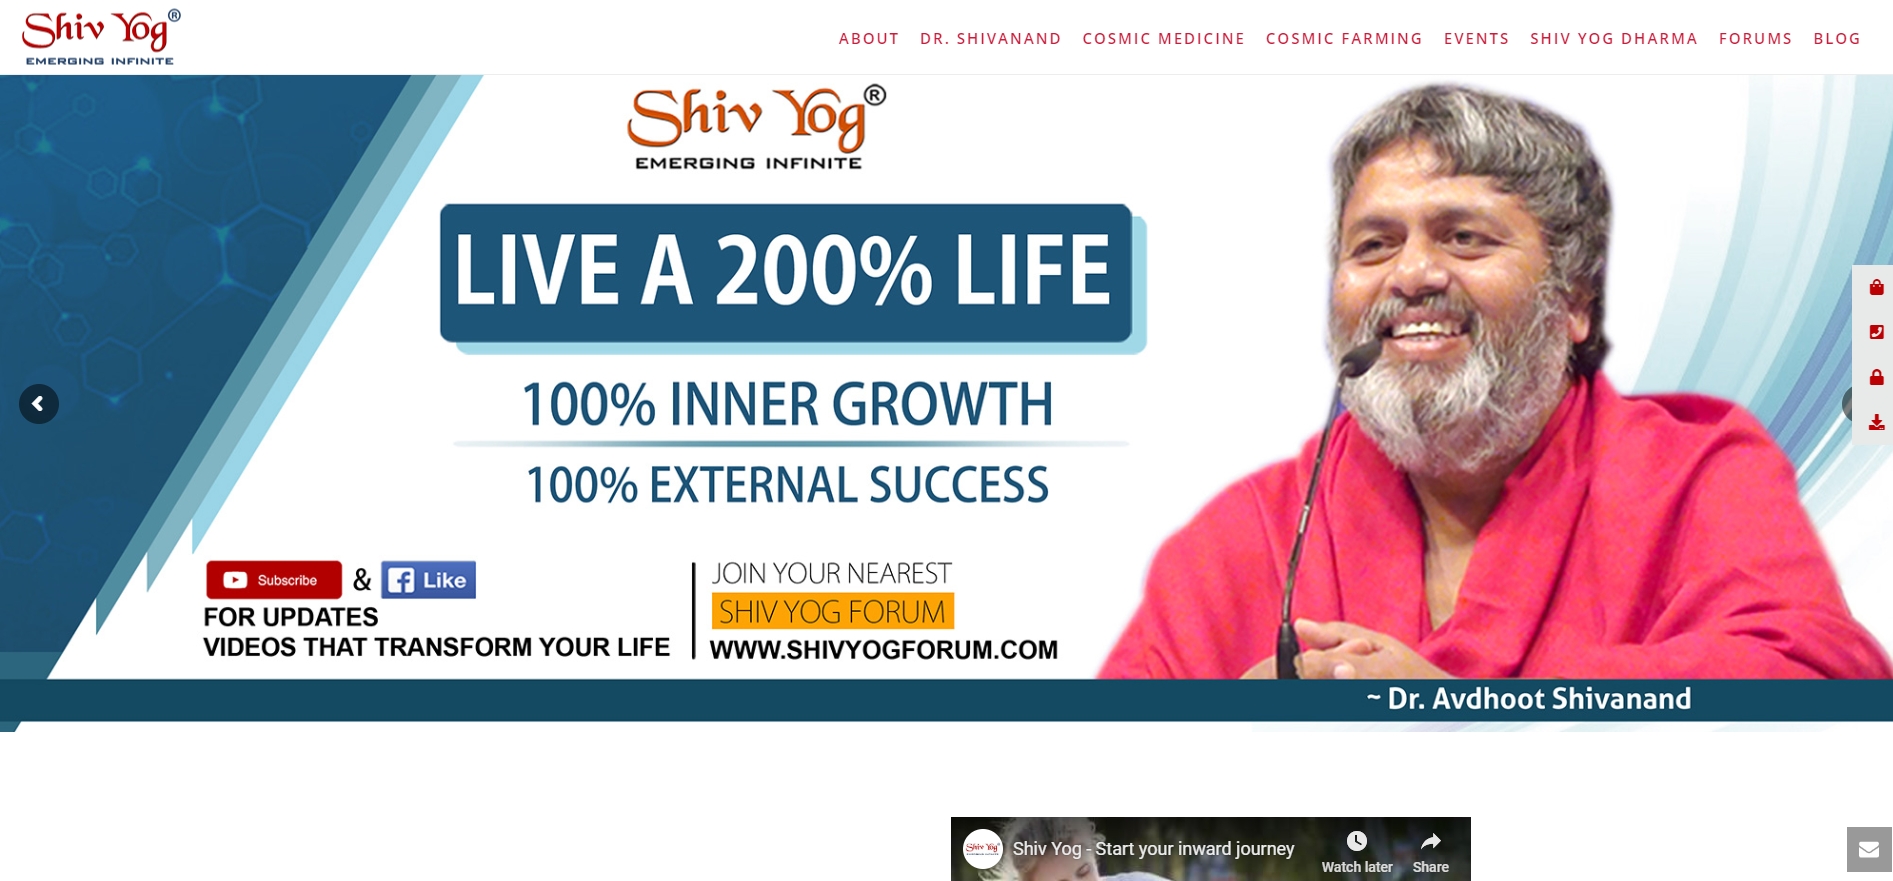 Shiv Yog®
EMERGING INFINITE
ABOUT DR. SHIVANAND COSMIC MEDICINE COSMIC FARMING EVENTS SHIV YOG DHARMA FORUMS BLOG
Shiv Yog®
EMERGING INFINITE
LIVE A 200% LIFE
100% INNER GROWTH
100% EXTERNAL SUCCESS
Subscribe & Like
FOR UPDATES
VIDEOS THAT TRANSFORM YOUR LIFE
JOIN YOUR NEAREST
SHIV YOG FORUM
WWW.SHIVYOGFORUM.COM
~ Dr. Avdhoot Shivanand
Shiv Yog
Shiv Yog - Start your inward journey
Watch later
Share